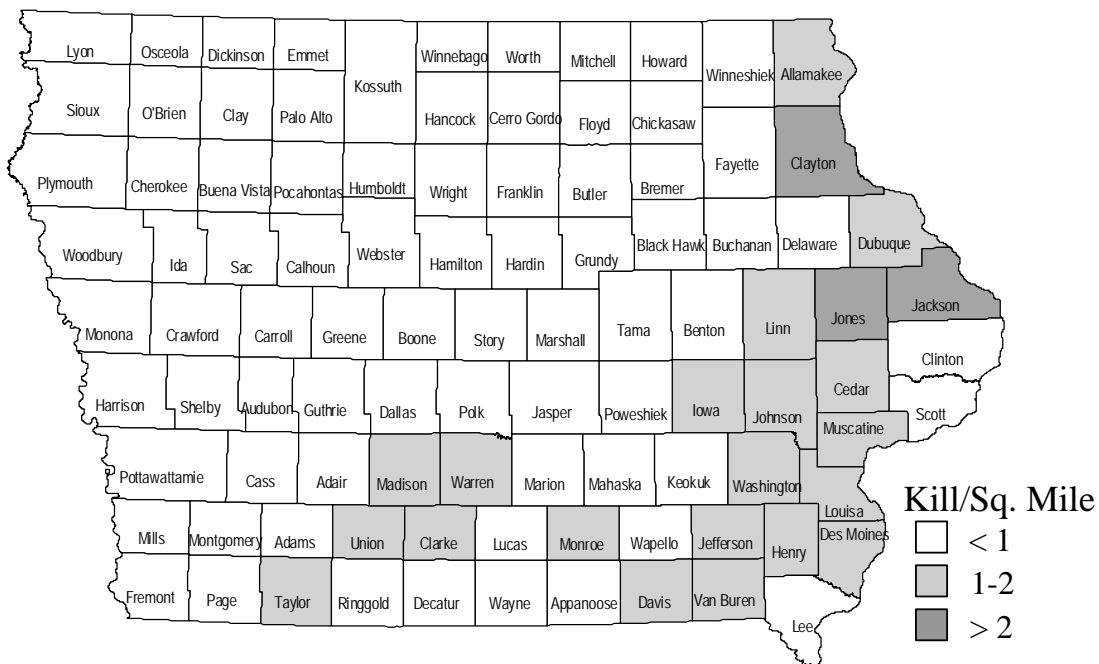 Lyon Osceola Dickinson Emmet Winnebago Worth Mitchell Howard
Winneshiek Allamakee
Kossuth
Sioux O'Brien Clay Palo Alto Hancock Cerro Gordo Floyd Chickasaw
Fayette Clayton
Plymouth Cherokee Buena Vista Pocahontas Humboldt Wright Franklin Butler Bremer
Woodbury Ida Sac Calhoun Webster Hamilton Hardin Grundy Black Hawk Buchanan Delaware Dubuque
Monona Crawford Carroll Greene Boone Story Marshall Tama Benton Linn Jones Jackson
Clinton
Harrison Shelby Audubon Guthrie Dallas Polk Jasper Poweshiek Iowa Johnson Cedar Scott
Muscatine
Pottawattamie Cass Adair Madison Warren Marion Mahaska Keokuk Washington
Louisa
Mills Montgomery Adams Union Clarke Lucas Monroe Wapello Jefferson Henry Des Moines
Fremont Page Taylor Ringgold Decatur Wayne Appanoose Davis Van Buren
Lee
Kill/Sq. Mile
< 1
1-2
> 2